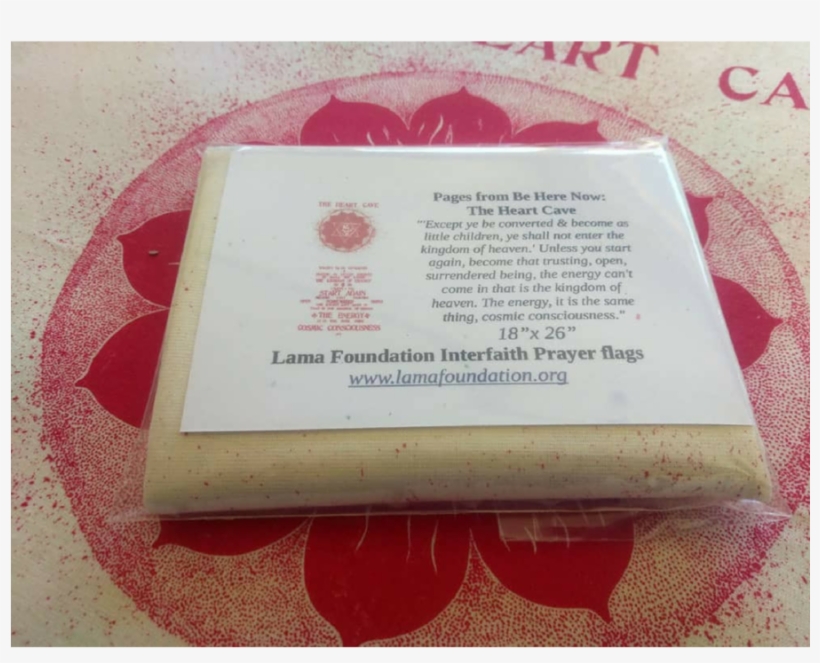 HEART CA
THE HEART CAVE
START AGAIN
THE ENERGY
COSMIC CONSCIOUSNESS
Pages from Be Here Now:
The Heart Cave
"'Except ye be converted & become as
little children, ye shall not enter the
kingdom of heaven.' Unless you start
again, become that trusting, open,
surrendered being, the energy can't
come in that is the kingdom of
heaven. The energy, it is the same
thing, cosmic consciousness."
18"x 26"
Lama Foundation Interfaith Prayer flags
www.lamafoundation.org